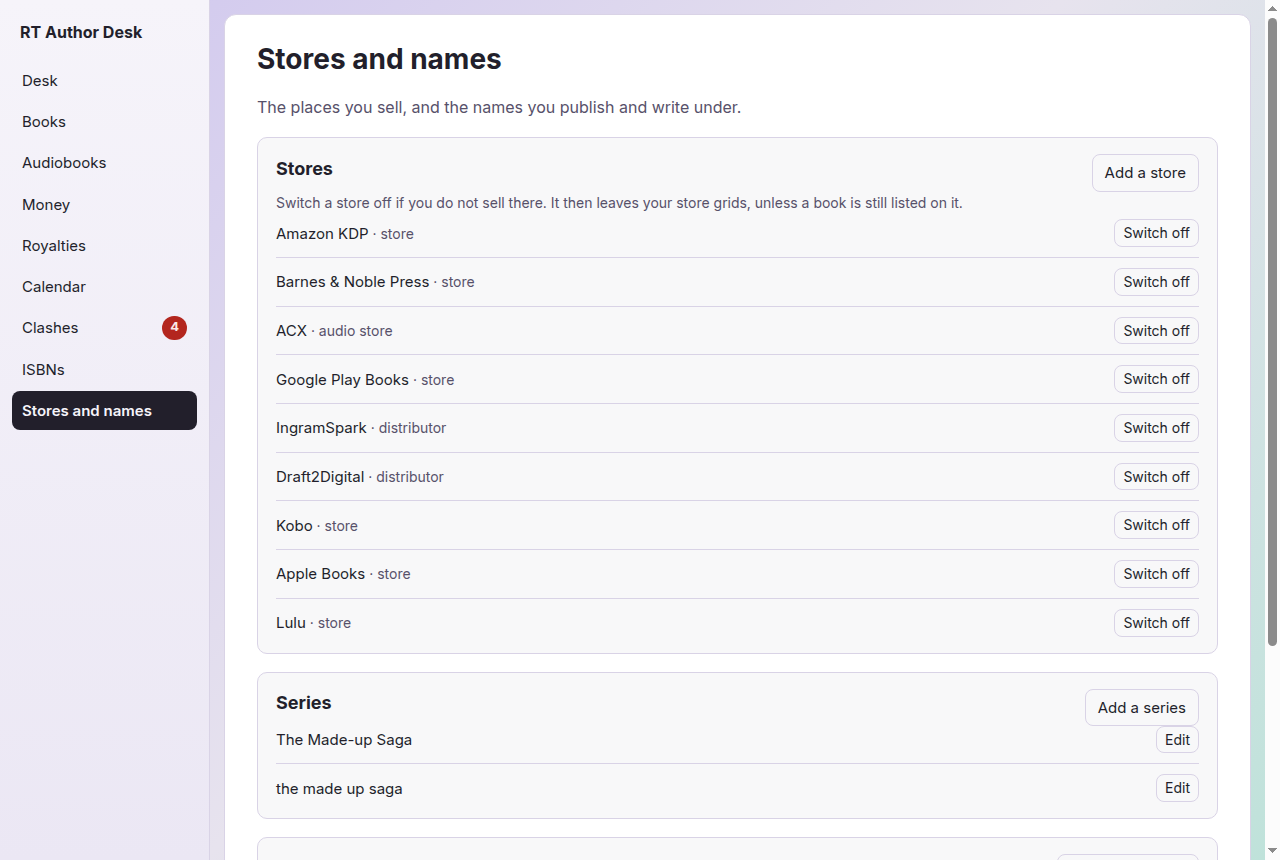 RT Author Desk
Desk
Books
Audiobooks
Money
Royalties
Calendar
Clashes 4
ISBNs
Stores and names
Stores and names
The places you sell, and the names you publish and write under.
Stores
Add a store
Switch a store off if you do not sell there. It then leaves your store grids, unless a book is still listed on it.
Amazon KDP · store Switch off
Barnes & Noble Press · store Switch off
ACX · audio store Switch off
Google Play Books · store Switch off
IngramSpark · distributor Switch off
Draft2Digital · distributor Switch off
Kobo · store Switch off
Apple Books · store Switch off
Lulu · store Switch off
Series
Add a series
The Made-up Saga Edit
the made up saga Edit